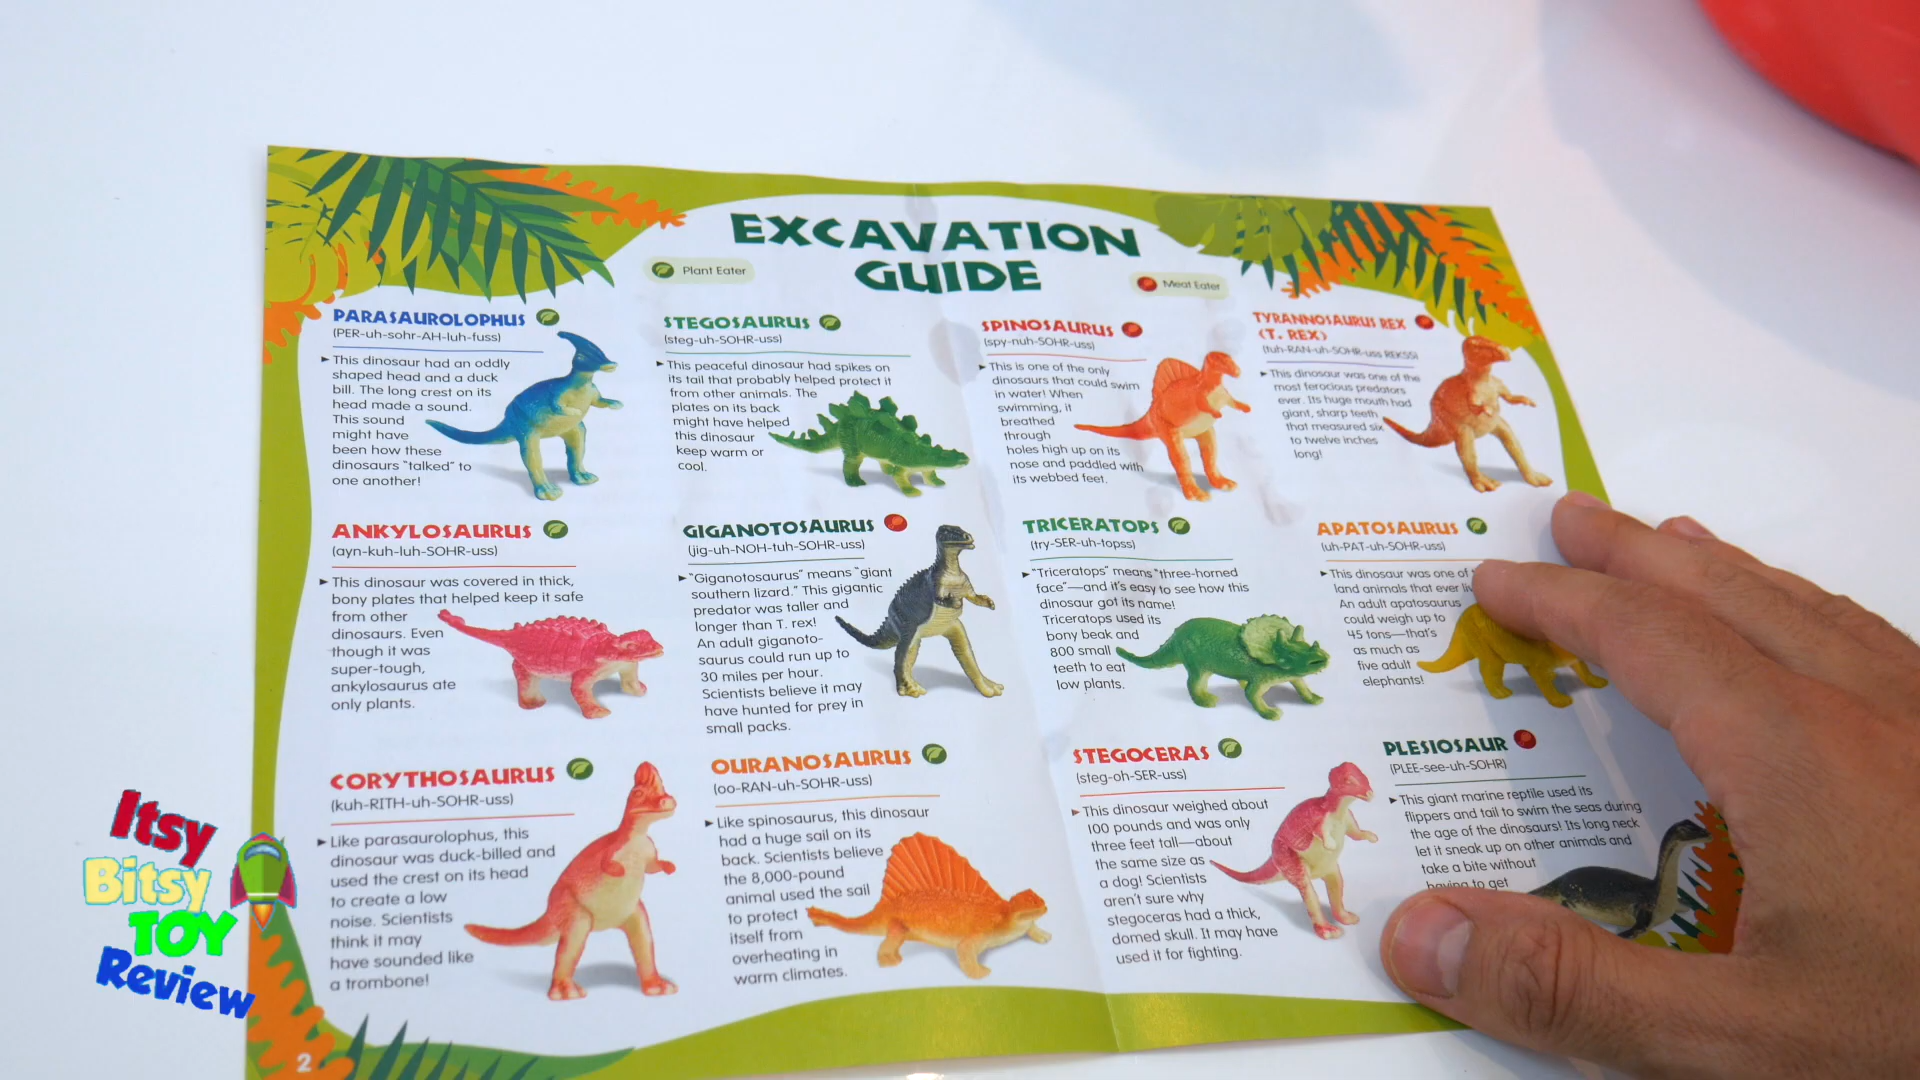 EXCAVATION
GUIDE
Plant Eater
Meat Eater
PARASAUROLOPHUS
(PER-uh-sohr-AH-luh-fuss)
This dinosaur had an oddly
shaped head and a duck
bill. The long crest on its
head made a sound.
This sound
might have
been how these
dinosaurs "talked" to
one another!
STEGOSAURUS
(steg-uh-SOHR-uss)
This peaceful dinosaur had spikes on
its tail that probably helped protect it
from other animals. The
plates on its back
might have helped
this dinosaur
keep warm or
cool.
SPINOSAURUS
(spy-nuh-SOHR-uss)
This is one of the only
dinosaurs that could swim
in water! When
swimming, it
breathed
through
holes high up on its
nose and paddled with
its webbed feet.
TYRANNOSAURUS REX
(T. REX)
(tuh-RAN-uh-SOHR-uss REKSS)
This dinosaur was one of the
most ferocious predators
ever. Its huge mouth had
giant, sharp teeth
that measured six
to twelve inches
long!
ANKYLOSAURUS
(ayn-kuh-luh-SOHR-uss)
This dinosaur was covered in thick,
bony plates that helped keep it safe
from other
dinosaurs. Even
though it was
super-tough,
ankylosaurus ate
only plants.
GIGANOTOSAURUS
(jig-uh-NOH-tuh-SOHR-uss)
"Giganotosaurus" means "giant
southern lizard." This gigantic
predator was taller and
longer than T. rex!
An adult giganoto-
saurus could run up to
30 miles per hour.
Scientists believe it may
have hunted for prey in
small packs.
TRICERATOPS
(try-SER-uh-topss)
"Triceratops" means "three-horned
face"—and it's easy to see how this
dinosaur got its name!
Triceratops used its
bony beak and
800 small
teeth to eat
low plants.
APATOSAURUS
(uh-PAT-uh-SOHR-uss)
This dinosaur was one of
land animals that ever
An adult apatosaurus
could weigh up to
45 tons—that's
as much as
five adult
elephants!
CORYTHOSAURUS
(kuh-RITH-uh-SOHR-uss)
Like parasaurolophus, this
dinosaur was duck-billed and
used the crest on its head
to create a low
noise. Scientists
think it may
have sounded like
a trombone!
OURANOSAURUS
(oo-RAN-uh-SOHR-uss)
Like spinosaurus, this dinosaur
had a huge sail on its
back. Scientists believe
the 8,000-pound
animal used the sail
to protect
itself from
overheating in
warm climates.
STEGOCERAS
(steg-oh-SER-uss)
This dinosaur weighed about
100 pounds and was only
three feet tall—about
the same size as
a dog! Scientists
aren't sure why
stegoceras had a thick,
domed skull. It may have
used it for fighting.
PLESIOSAUR
(PLEE-see-uh-SOHR)
This giant marine reptile used its
flippers and tail to swim the seas during
the age of the dinosaurs! Its long neck
let it sneak up on other animals and
take a bite without
having to get
2
Itsy
Bitsy
TOY
Review